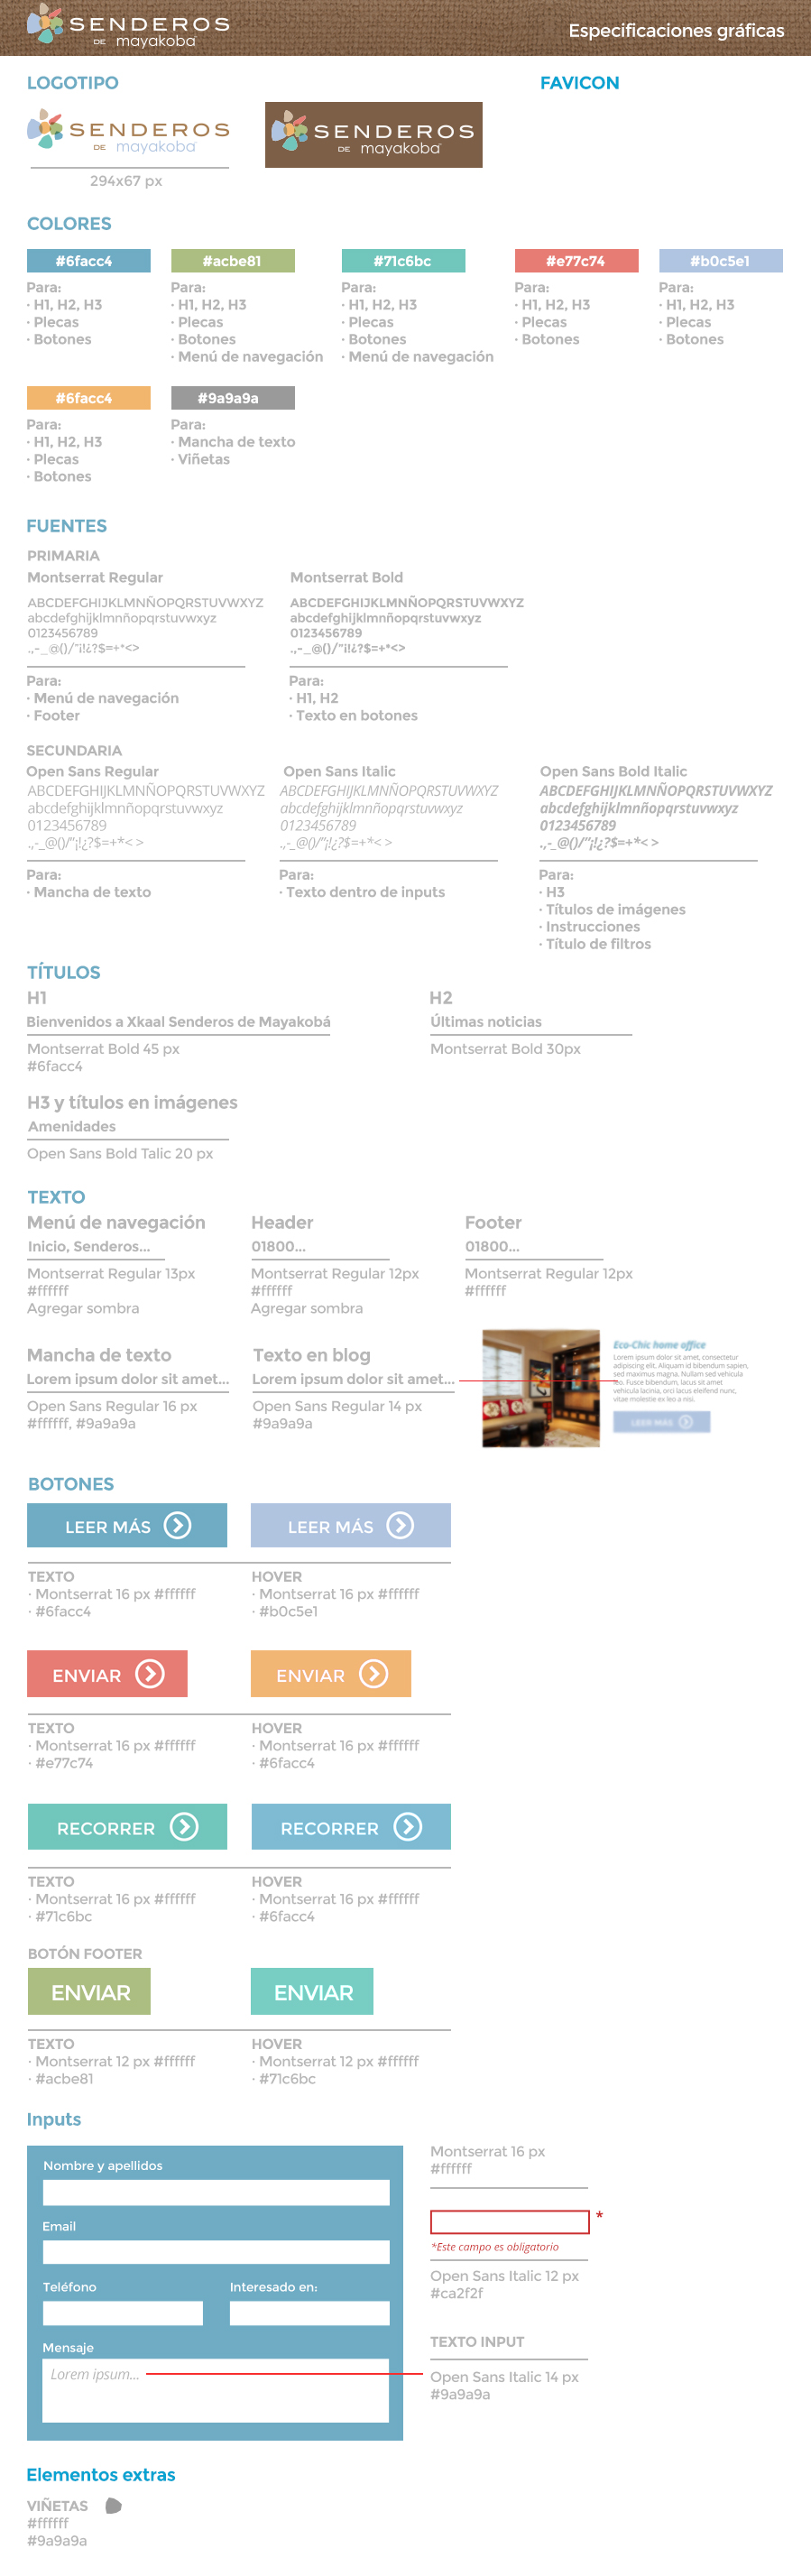 SENDEROS
DE mayakoba
Especificaciones gráficas
LOGOTIPO
FAVICON
SENDEROS
DE mayakoba
SENDEROS
DE mayakoba
294x67 px
COLORES
#6facc4
#acbe81
#71c6bc
#e77c74
#b0c5e1
Para:
· H1, H2, H3
· Plecas
· Botones
Para:
· H1, H2, H3
· Plecas
· Botones
· Menú de navegación
Para:
· H1, H2, H3
· Plecas
· Botones
· Menú de navegación
Para:
· H1, H2, H3
· Plecas
· Botones
Para:
· H1, H2, H3
· Plecas
· Botones
#6facc4
#9a9a9a
Para:
· H1, H2, H3
· Plecas
· Botones
Para:
· Mancha de texto
· Viñetas
FUENTES
PRIMARIA
Montserrat Regular
ABCDEFGHIJKLMNÑOPQRSTUVWXYZ
abcdefghijklmnñopqrstuvwxyz
0123456789
.,-_@()/"¡!¿?$=+*<>
Para:
· Menú de navegación
· Footer
Montserrat Bold
ABCDEFGHIJKLMNÑOPQRSTUVWXYZ
abcdefghijklmnñopqrstuvwxyz
0123456789
.,-_@()/"¡!¿?$=+*<>
Para:
· H1, H2
· Texto en botones
SECUNDARIA
Open Sans Regular
ABCDEFGHIJKLMNÑOPQRSTUVWXYZ
abcdefghijklmnñopqrstuvwxyz
0123456789
.,-_@()/"¡!¿?$=+*< >
Para:
· Mancha de texto
Open Sans Italic
ABCDEFGHIJKLMNÑOPQRSTUVWXYZ
abcdefghijklmnñopqrstuvwxyz
0123456789
.,-_@()/"¡!¿?$=+*< >
Para:
· Texto dentro de inputs
Open Sans Bold Italic
ABCDEFGHIJKLMNÑOPQRSTUVWXYZ
abcdefghijklmnñopqrstuvwxyz
0123456789
.,-_@()/"¡!¿?$=+*< >
Para:
· H3
· Títulos de imágenes
· Instrucciones
· Título de filtros
TÍTULOS
H1
Bienvenidos a Xkaal Senderos de Mayakobá
Montserrat Bold 45 px
#6facc4
H2
Últimas noticias
Montserrat Bold 30px
H3 y títulos en imágenes
Amenidades
Open Sans Bold Talic 20 px
TEXTO
Menú de navegación
Inicio, Senderos...
Montserrat Regular 13px
#ffffff
Agregar sombra
Header
01800...
Montserrat Regular 12px
#ffffff
Agregar sombra
Footer
01800...
Montserrat Regular 12px
#ffffff
Mancha de texto
Lorem ipsum dolor sit amet...
Open Sans Regular 16 px
#ffffff, #9a9a9a
Texto en blog
Lorem ipsum dolor sit amet...
Open Sans Regular 14 px
#9a9a9a
Eco-Chic home office
Lorem ipsum dolor sit amet, consectetur
adipiscing elit. Aliquam id bibendum sapien,
sed maximus magna. Nullam sed vehicula
leo. Fusce bibendum, lacus sit amet
vehicula lacinia, orci lacus eleifend nunc,
vitae molestie ex leo a nisi.
LEER MÁS
BOTONES
LEER MÁS
LEER MÁS
TEXTO
· Montserrat 16 px #ffffff
· #6facc4
HOVER
· Montserrat 16 px #ffffff
· #b0c5e1
ENVIAR
ENVIAR
TEXTO
· Montserrat 16 px #ffffff
· #e77c74
HOVER
· Montserrat 16 px #ffffff
· #6facc4
RECORRER
RECORRER
TEXTO
· Montserrat 16 px #ffffff
· #71c6bc
HOVER
· Montserrat 16 px #ffffff
· #6facc4
BOTÓN FOOTER
ENVIAR
ENVIAR
TEXTO
· Montserrat 12 px #ffffff
· #acbe81
HOVER
· Montserrat 12 px #ffffff
· #71c6bc
Inputs
Nombre y apellidos
Email
Teléfono
Interesado en:
Mensaje
Lorem ipsum...
Montserrat 16 px
#ffffff
*
*Este campo es obligatorio
Open Sans Italic 12 px
#ca2f2f
TEXTO INPUT
Open Sans Italic 14 px
#9a9a9a
Elementos extras
VIÑETAS
#ffffff
#9a9a9a